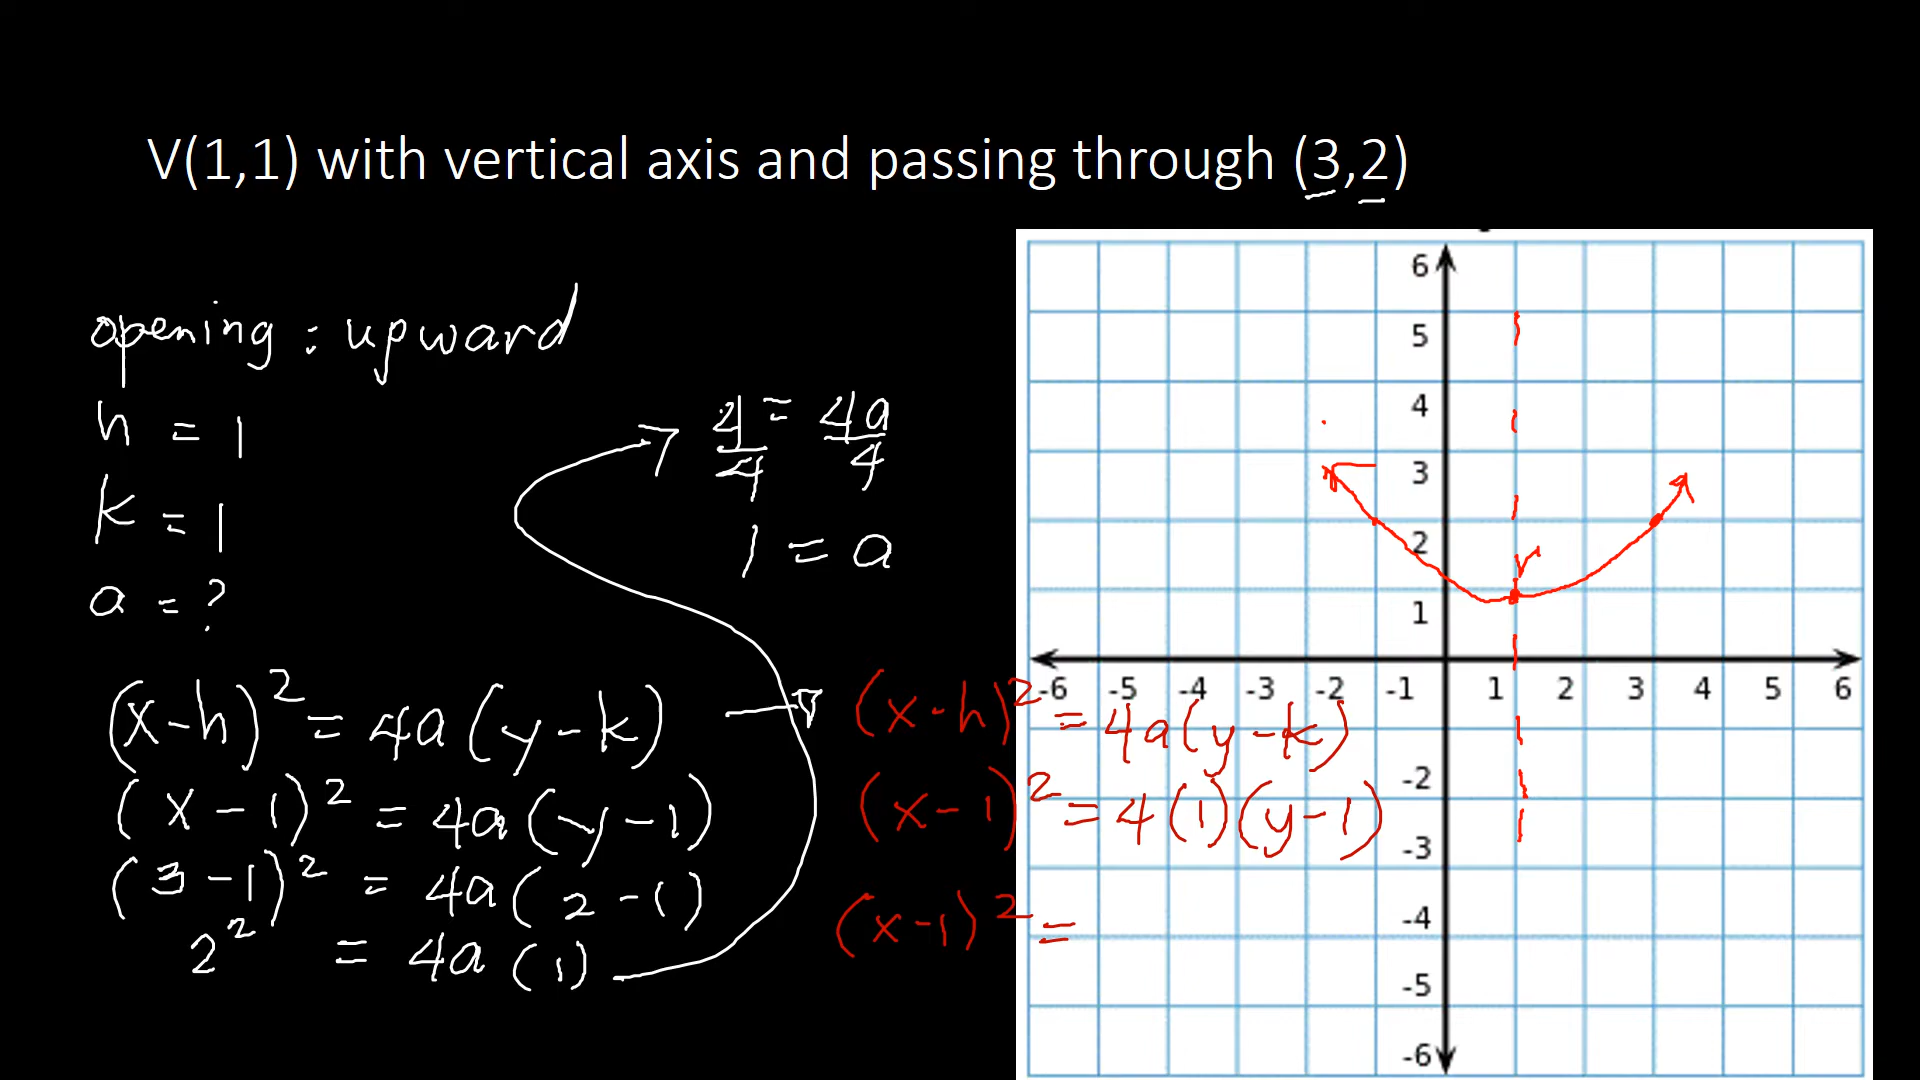 V(1,1) with vertical axis and passing through (3,2)
opening : upward
h = 1
k = 1
a = ?
(x-h)² = 4a(y-k)
(x-1)² = 4a(y-1)
(3-1)² = 4a(2-1)
2² = 4a(1)
4/4 = 4a/4
1 = a
(x-h)² = 4a(y-k)
(x-1)² = 4(1)(y-1)
(x-1)² =
V
6
5
4
3
2
1
-6 -5 -4 -3 -2 -1 1 2 3 4 5 6
-2
-3
-4
-5
-6